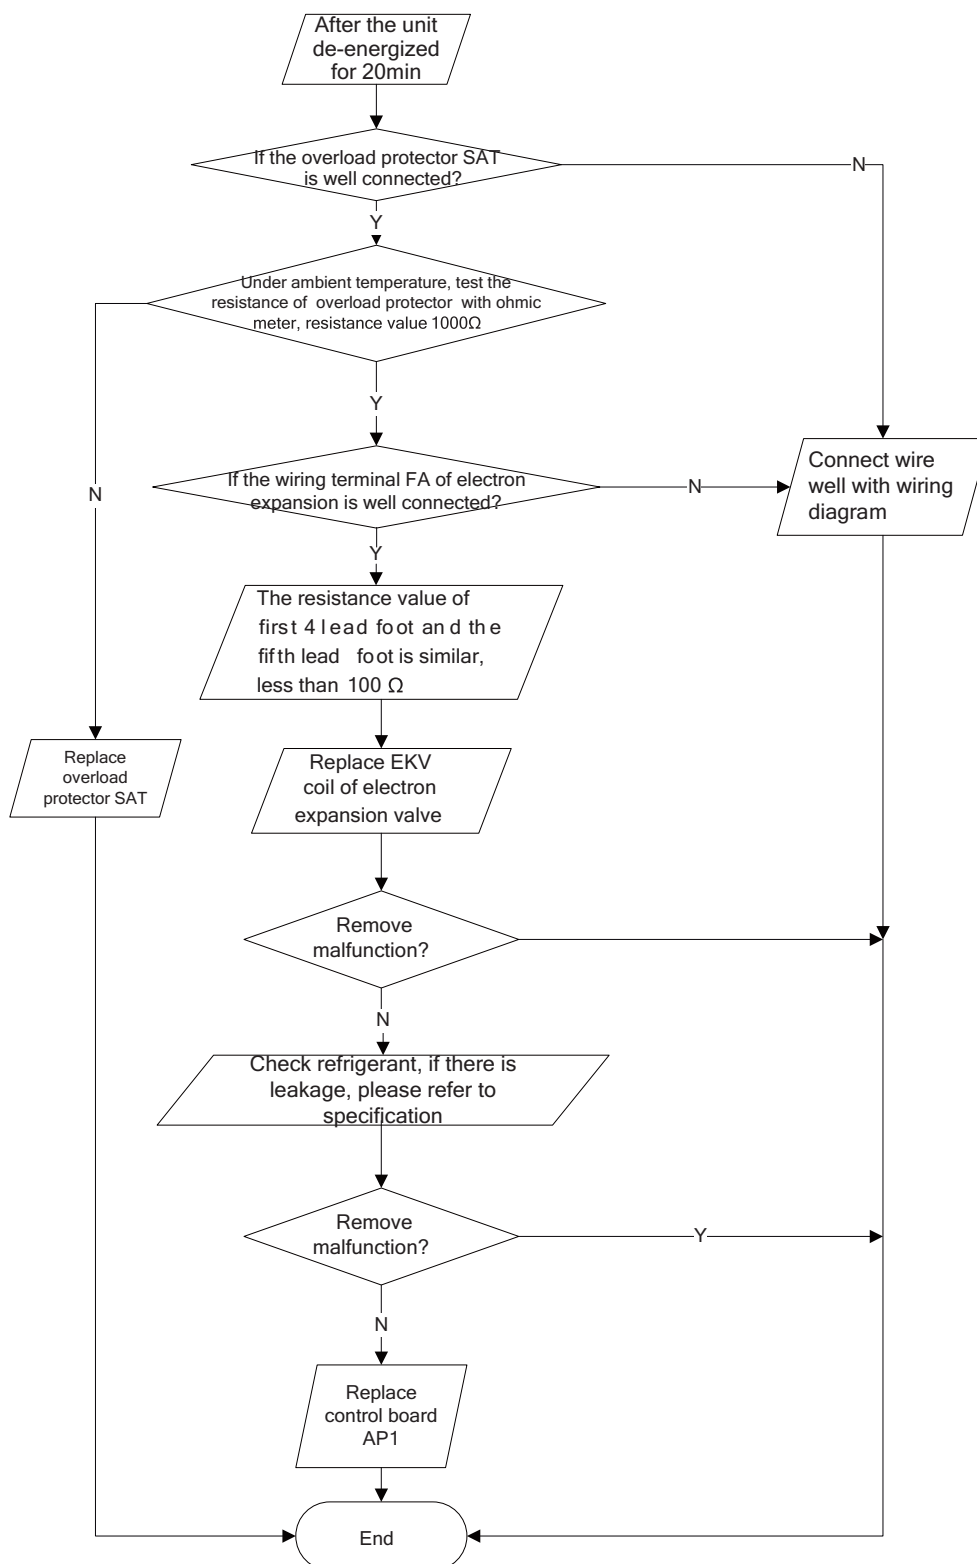 After the unit
de-energized
for 20min
If the overload protector SAT
is well connected?
N
Y
Under ambient temperature, test the
resistance of overload protector with ohmic
meter, resistance value 1000Ω
Y
N
If the wiring terminal FA of electron
expansion is well connected?
N
Connect wire
well with wiring
diagram
Y
The resistance value of
first 4 lead foot and the
fifth lead foot is similar,
less than 100 Ω
Replace
overload
protector SAT
Replace EKV
coil of electron
expansion valve
Remove
malfunction?
N
Check refrigerant, if there is
leakage, please refer to
specification
Remove
malfunction?
Y
N
Replace
control board
AP1
End